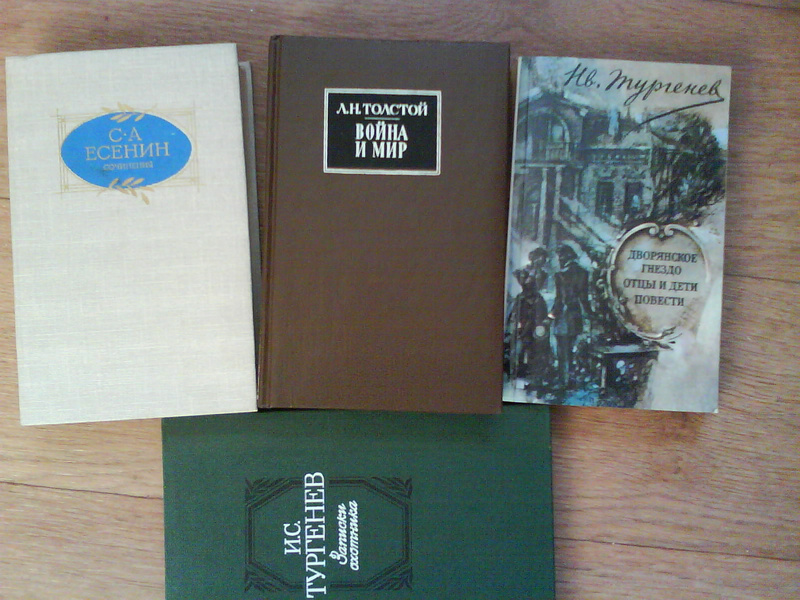 С·А
ЕСЕНИН
СОЧИНЕНИЯ
Л.Н.ТОЛСТОЙ
ВОЙНА
И МИР
Ив. Тургенев
ДВОРЯНСКОЕ
ГНЕЗДО
ОТЦЫ И ДЕТИ
ПОВЕСТИ
И.С.
ТУРГЕНЕВ
Записки
охотника